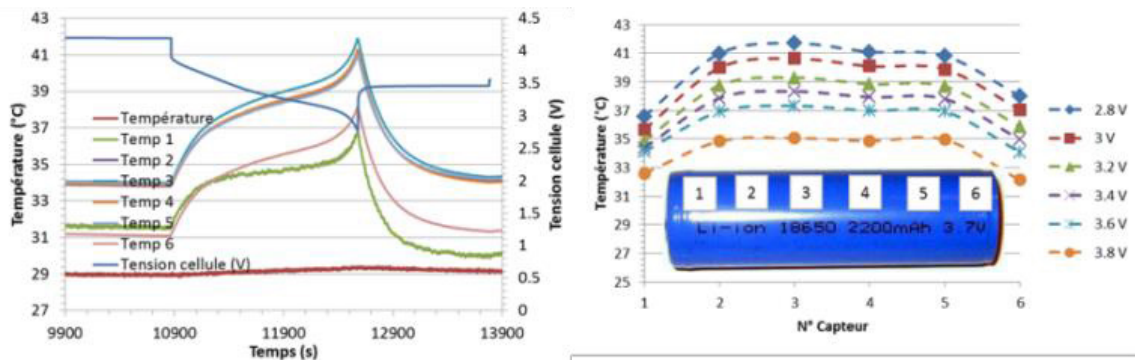 43
41
39
37
35
33
31
29
27
Température (°C)
4.5
4
3.5
3
2.5
2
1.5
1
0.5
0
Tension cellule (V)
Température
Temp 1
Temp 2
Temp 3
Temp 4
Temp 5
Temp 6
Tension cellule (V)
9900 10900 11900 12900 13900
Temps (s)
43
41
39
37
35
33
31
29
27
25
Température (°C)
1 2 3 4 5 6
Li-ion 18650 2200mAh 3.7V
1 2 3 4 5 6
N° Capteur
2.8 V
3 V
3.2 V
3.4 V
3.6 V
3.8 V